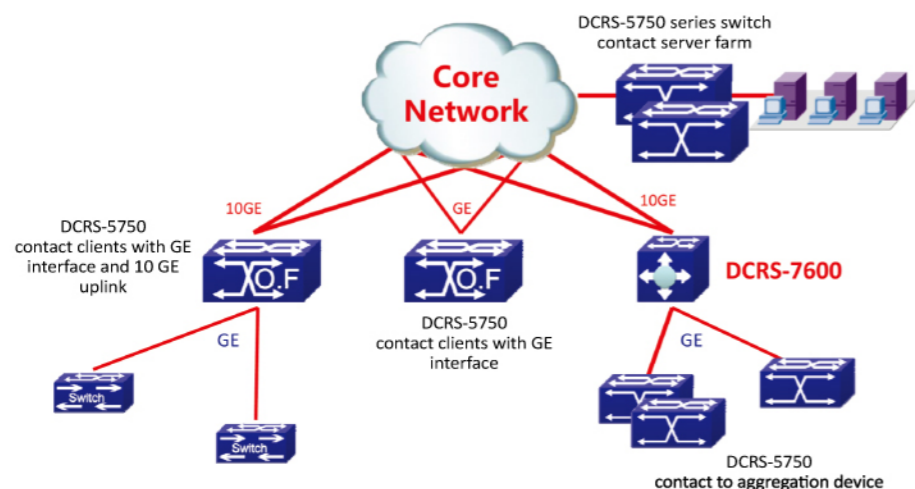 DCRS-5750 series switch
contact server farm
Core
Network
10GE
GE
10GE
DCRS-5750
contact clients with GE
interface and 10 GE
uplink
O.F
O.F
DCRS-7600
DCRS-5750
contact clients with GE
interface
GE
GE
Switch
Switch
DCRS-5750
contact to aggregation device